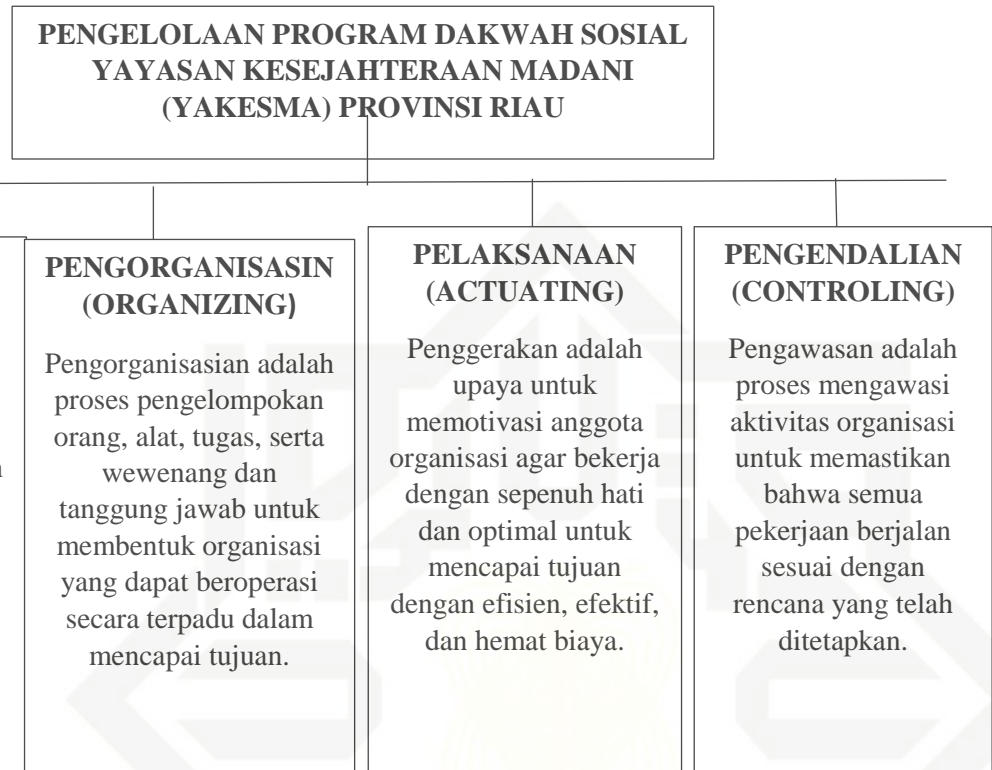 PENGELOLAAN PROGRAM DAKWAH SOSIAL
YAYASAN KESEJAHTERAAN MADANI
(YAKESMA) PROVINSI RIAU
PENGORGANISASIN
(ORGANIZING)
Pengorganisasian adalah
proses pengelompokan
orang, alat, tugas, serta
wewenang dan
tanggung jawab untuk
membentuk organisasi
yang dapat beroperasi
secara terpadu dalam
mencapai tujuan.
PELAKSANAAN
(ACTUATING)
Penggerakan adalah
upaya untuk
memotivasi anggota
organisasi agar bekerja
dengan sepenuh hati
dan optimal untuk
mencapai tujuan
dengan efisien, efektif,
dan hemat biaya.
PENGENDALIAN
(CONTROLING)
Pengawasan adalah
proses mengawasi
aktivitas organisasi
untuk memastikan
bahwa semua
pekerjaan berjalan
sesuai dengan
rencana yang telah
ditetapkan.